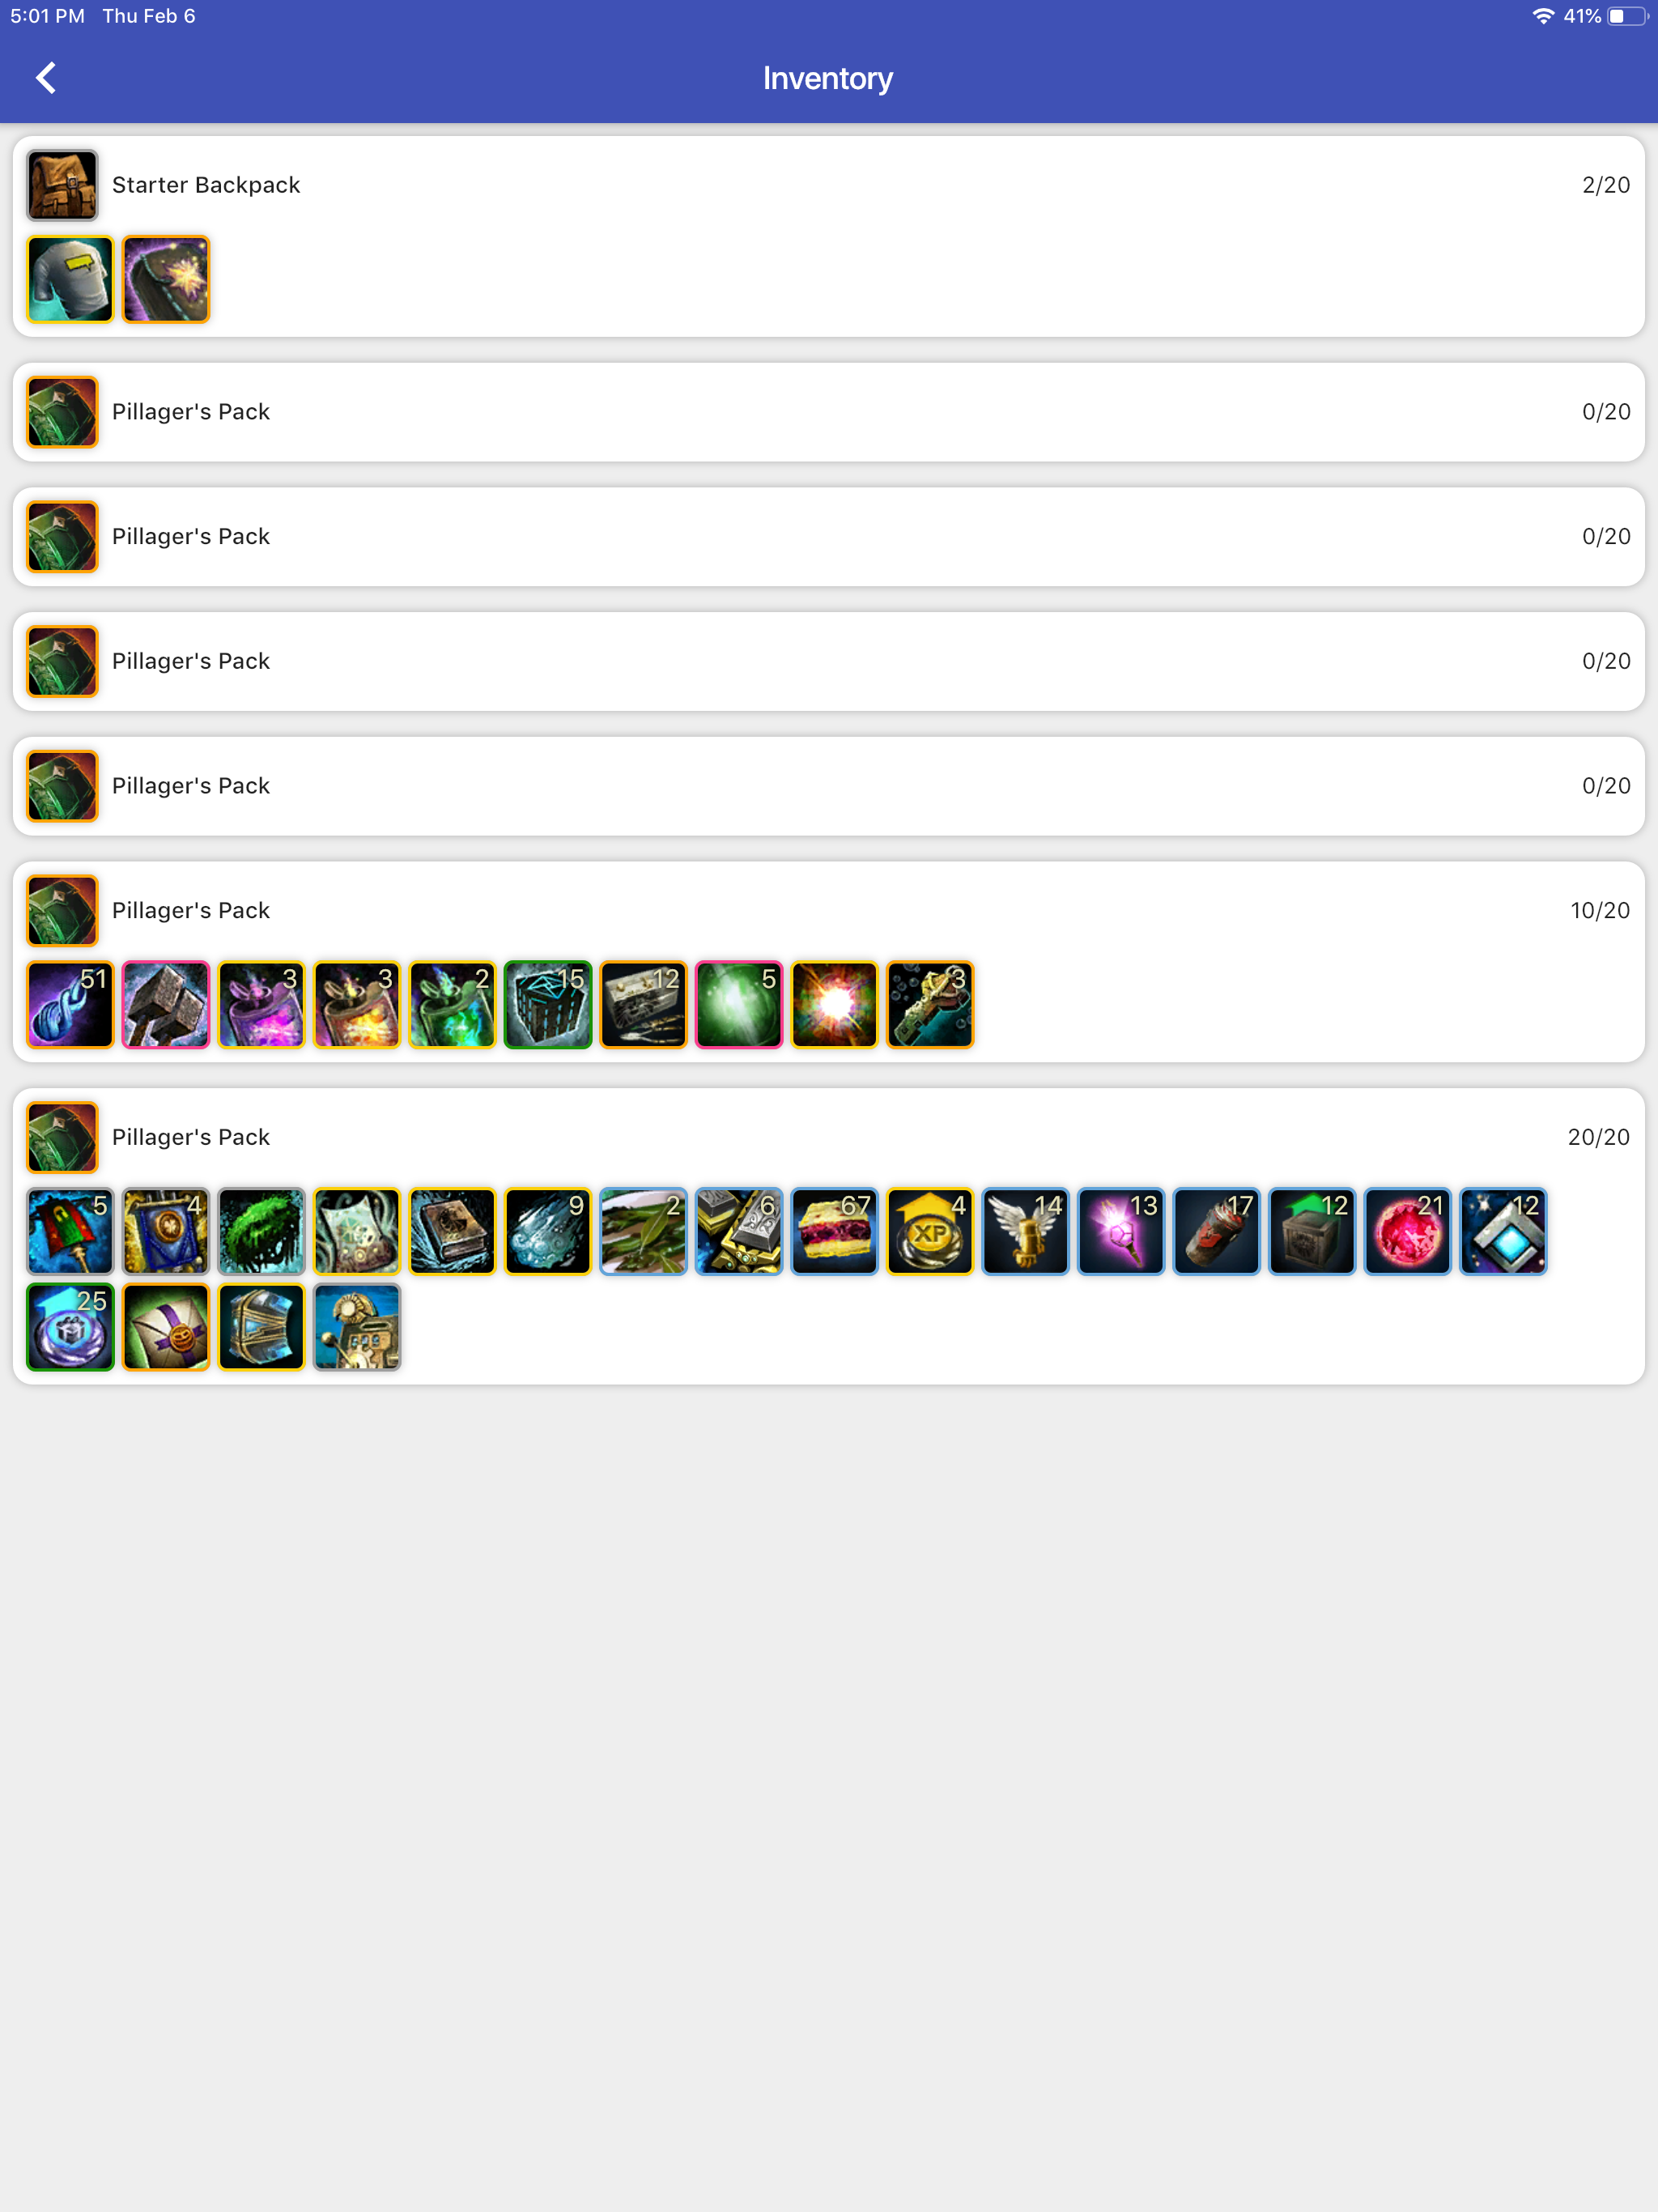 5:01 PM Thu Feb 6 41%
Inventory
Starter Backpack 2/20
Pillager's Pack 0/20
Pillager's Pack 0/20
Pillager's Pack 0/20
Pillager's Pack 0/20
Pillager's Pack 10/20
51 3 3 2 15 12 5 3
Pillager's Pack 20/20
5 4 9 2 6 67 4 XP 14 13 17 12 21 12
25